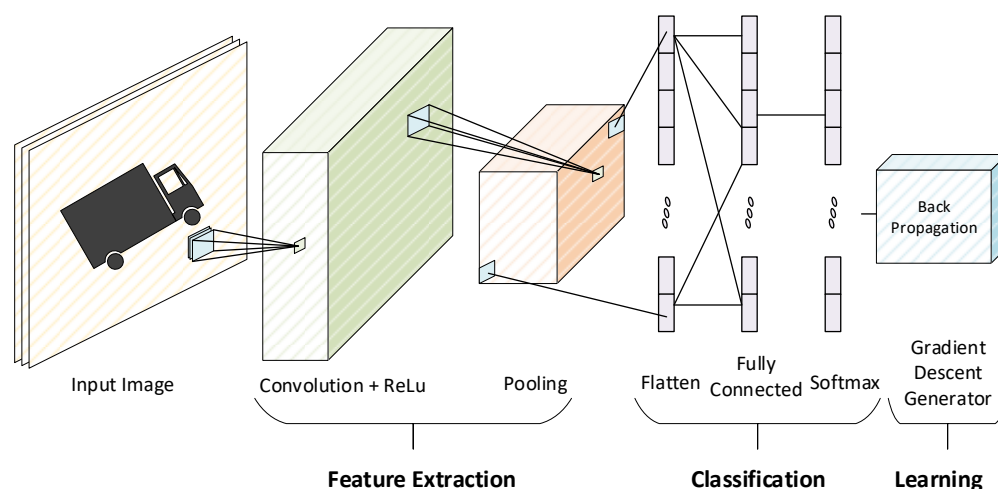 Back
Propagation
Input Image
Convolution + ReLu
Pooling
Flatten
Fully
Connected
Softmax
Gradient
Descent
Generator
Feature Extraction
Classification
Learning